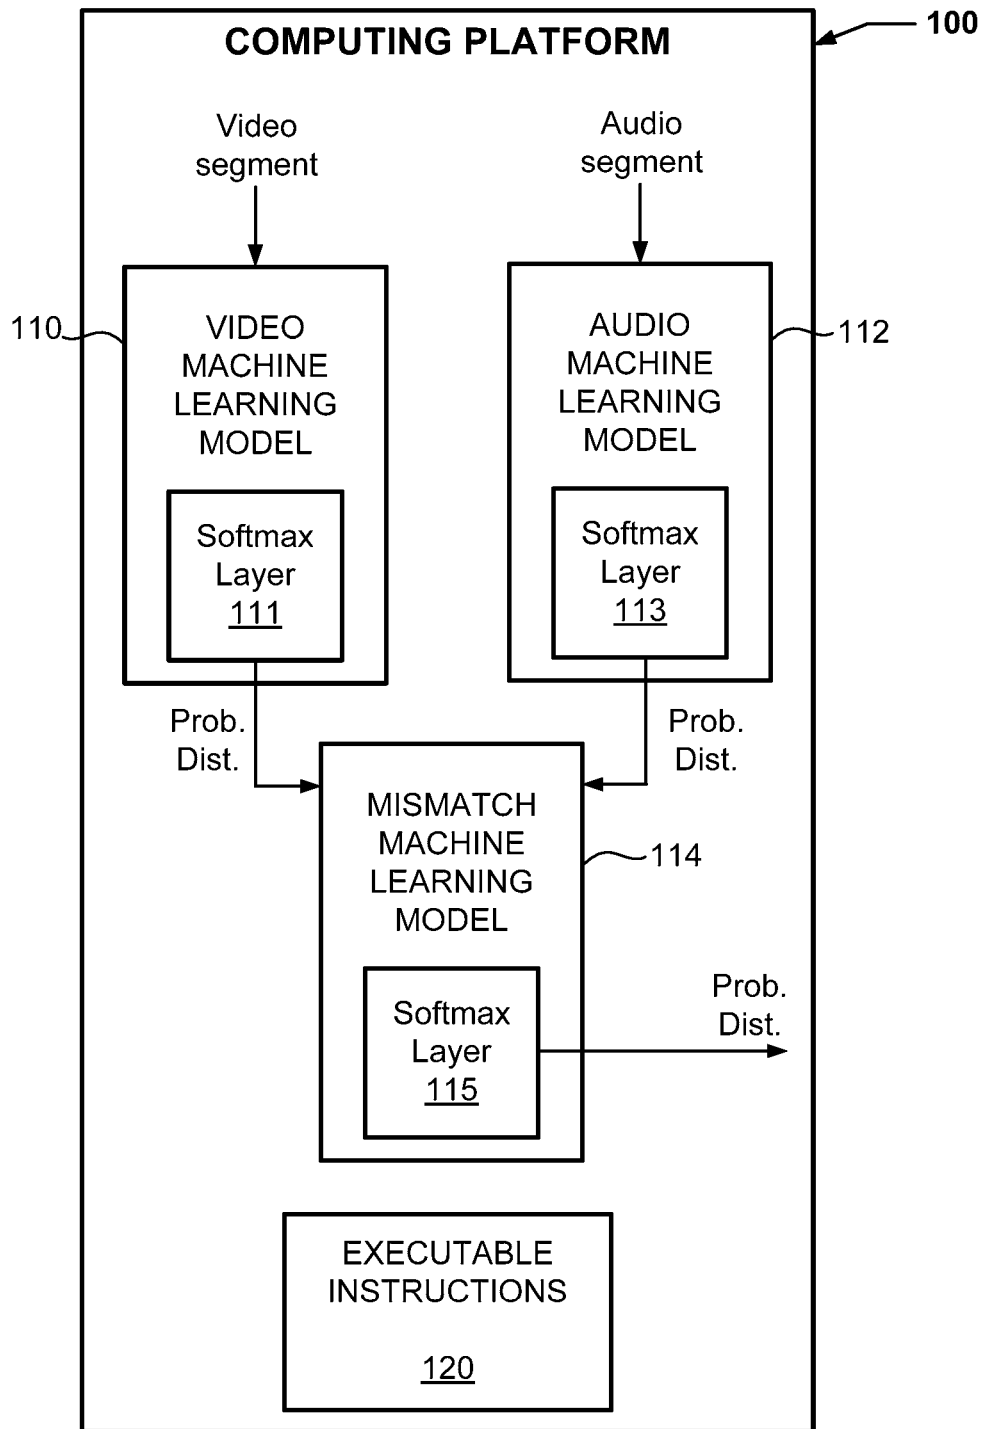 COMPUTING PLATFORM
100
Video
segment
Audio
segment
110
VIDEO
MACHINE
LEARNING
MODEL
Softmax
Layer
111
AUDIO
MACHINE
LEARNING
MODEL
112
Softmax
Layer
113
Prob.
Dist.
Prob.
Dist.
MISMATCH
MACHINE
LEARNING
MODEL
114
Softmax
Layer
115
Prob.
Dist.
EXECUTABLE
INSTRUCTIONS
120